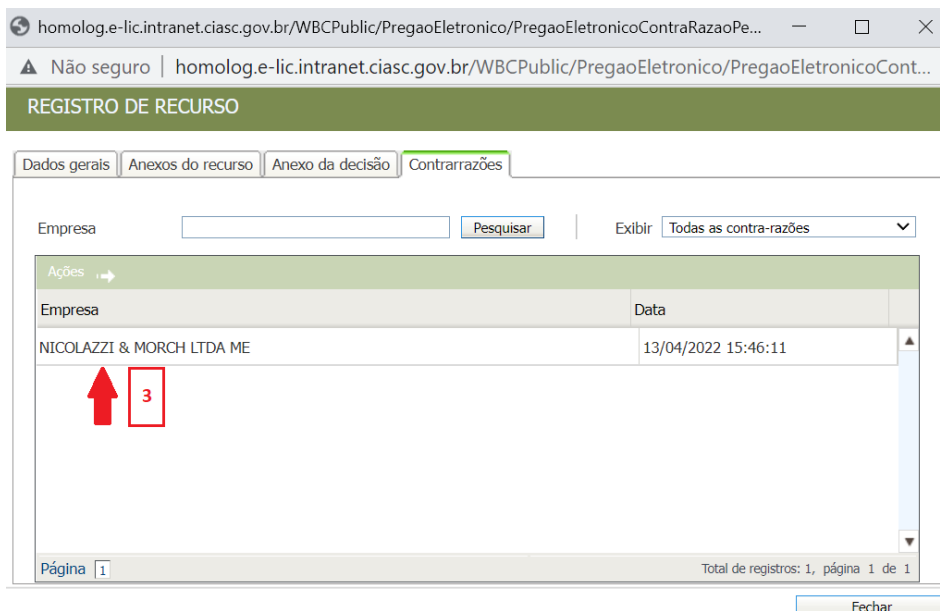 homolog.e-lic.intranet.ciasc.gov.br/WBCPublic/PregaoEletronico/PregaoEletronicoContraRazaoPe...
Não seguro | homolog.e-lic.intranet.ciasc.gov.br/WBCPublic/PregaoEletronico/PregaoEletronicoCont...
REGISTRO DE RECURSO
Dados gerais Anexos do recurso Anexo da decisão Contrarrazões
Empresa Pesquisar Exibir Todas as contra-razões
Ações
Empresa Data
NICOLAZZI & MORCH LTDA ME 13/04/2022 15:46:11
3
Página 1 Total de registros: 1, página 1 de 1
Fechar